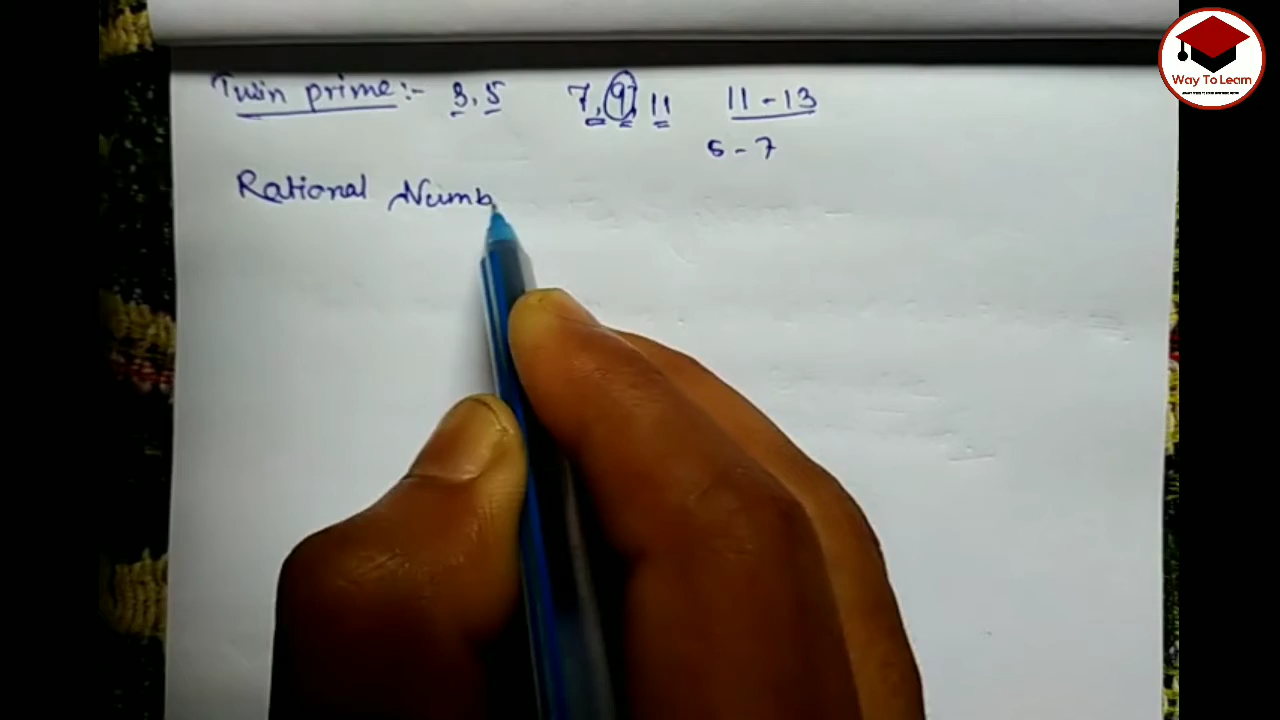 Twin prime :- 3, 5 7, 9, 11 11 - 13
5 - 7
Rational Numb
Way To Learn